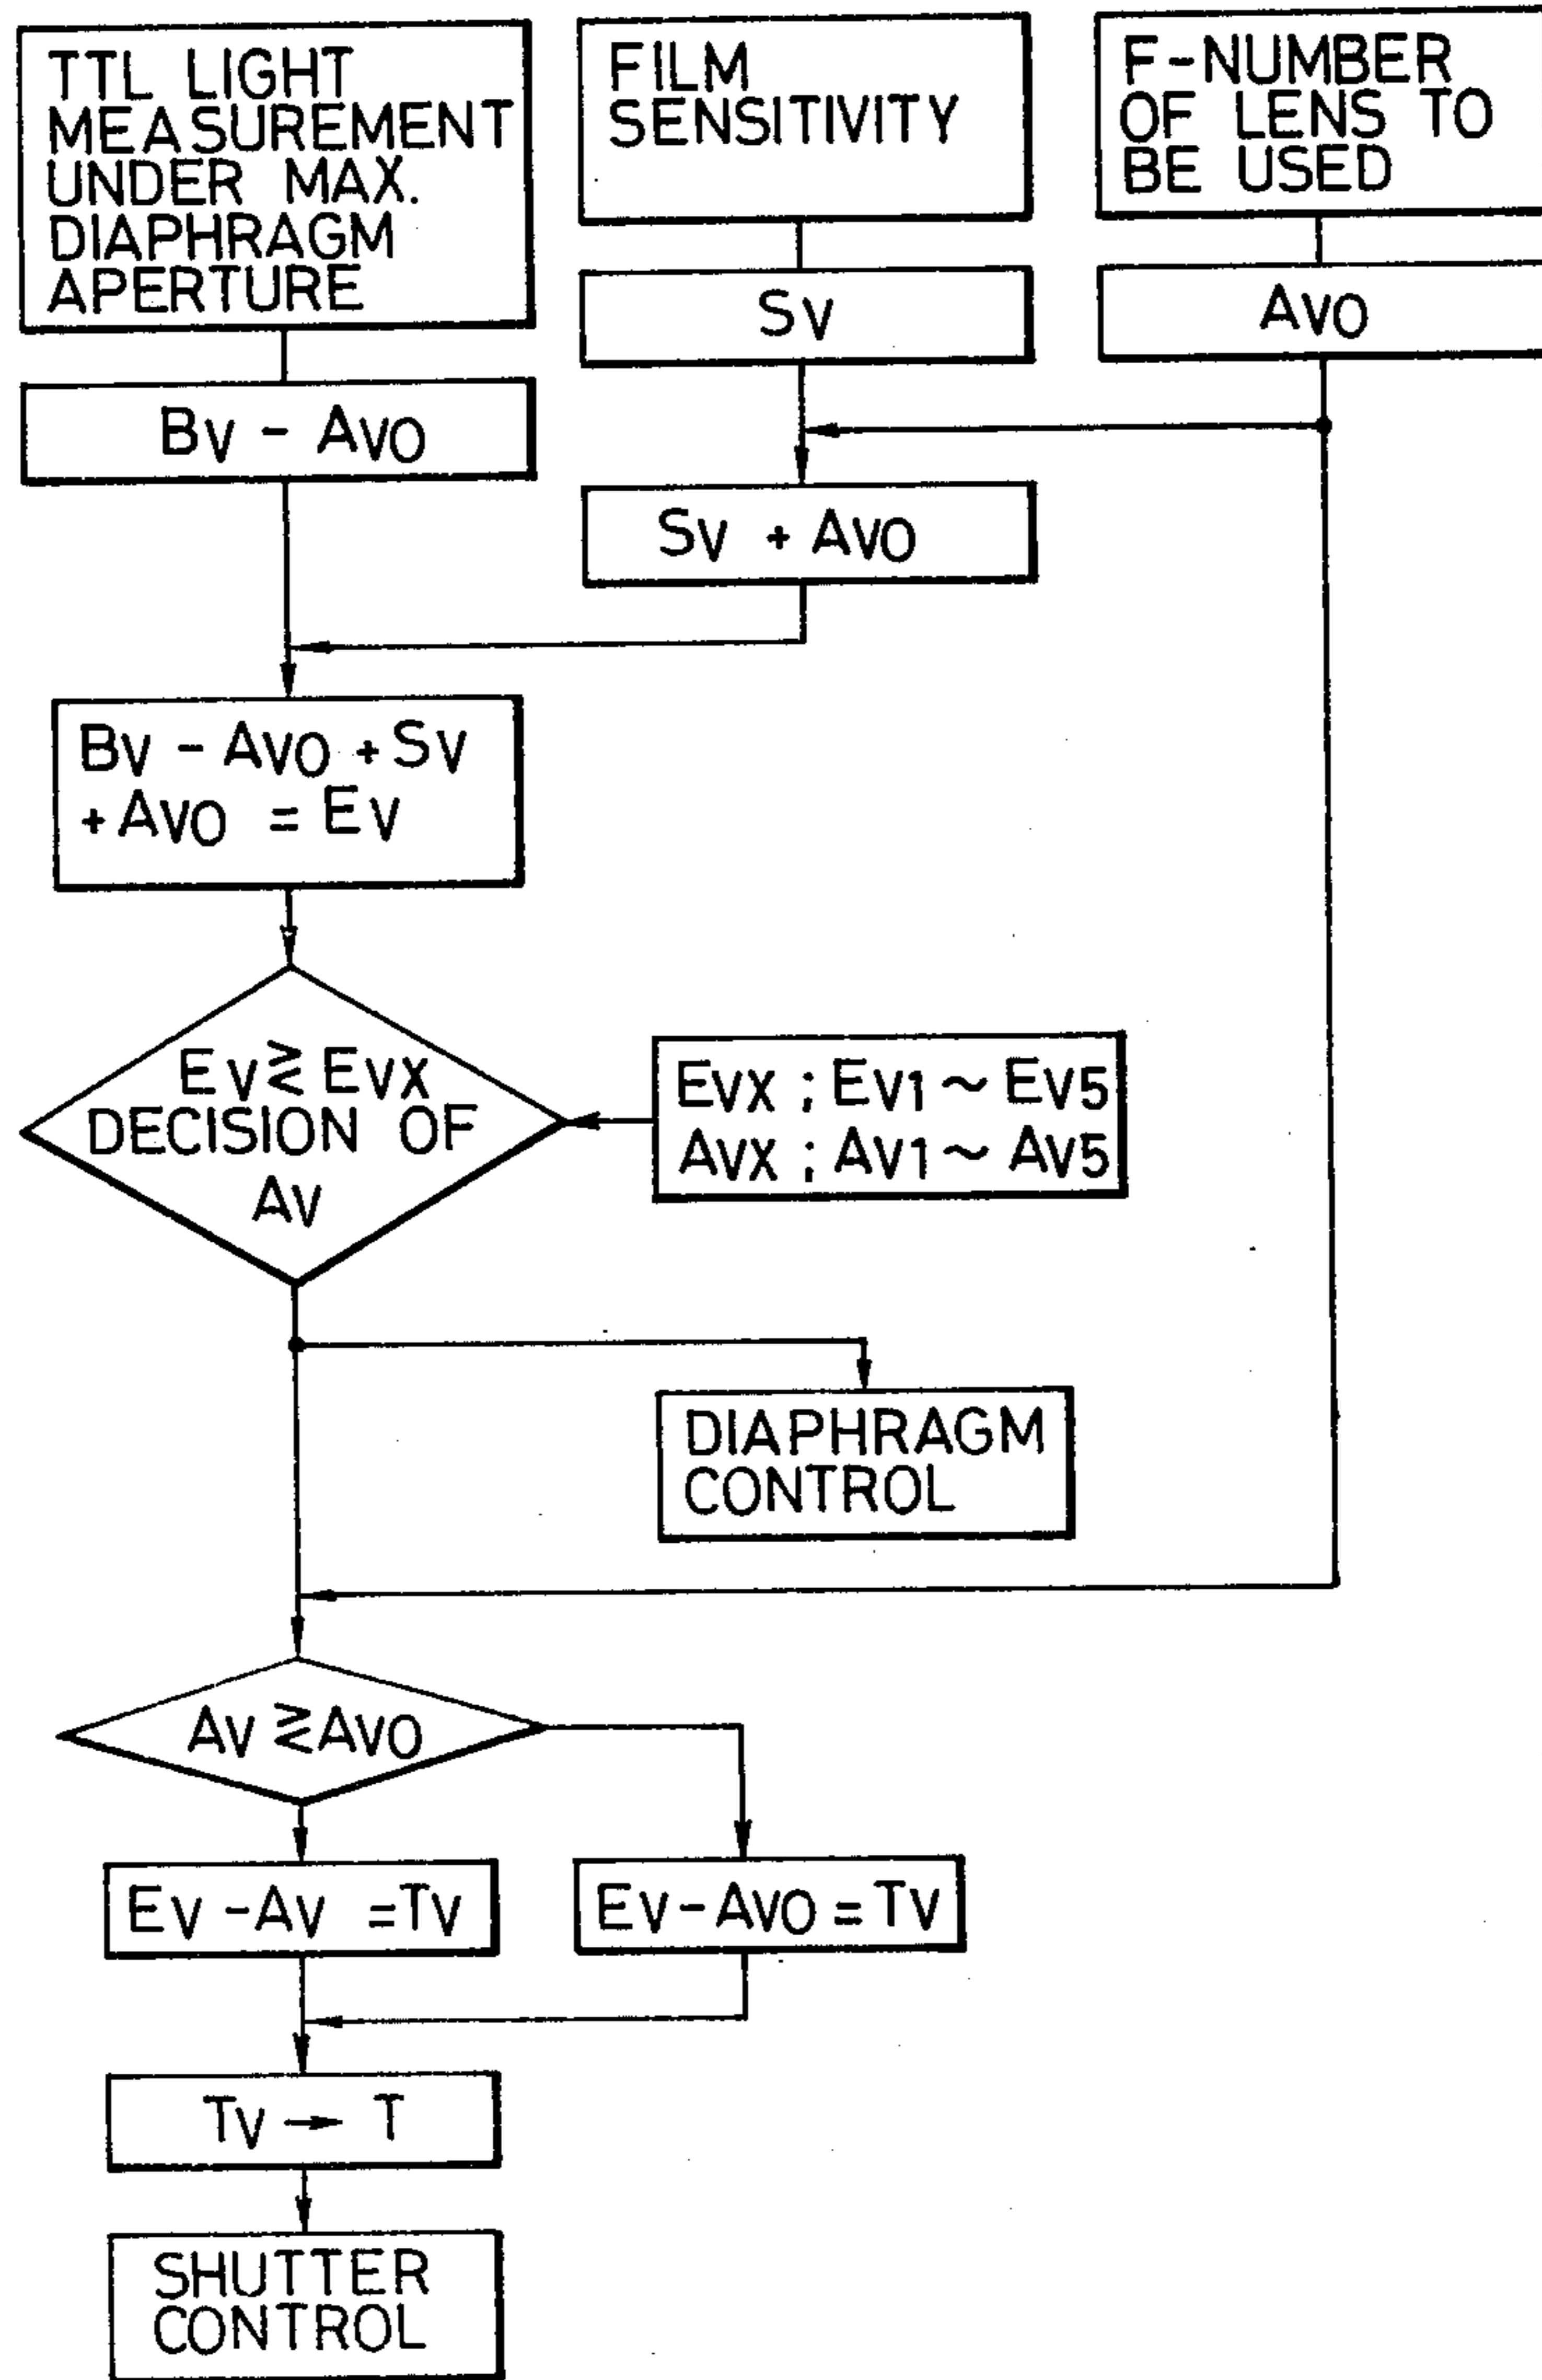 TTL LIGHT
MEASUREMENT
UNDER MAX.
DIAPHRAGM
APERTURE
FILM
SENSITIVITY
F-NUMBER
OF LENS TO
BE USED
SV
AVO
BV - AVO
SV + AVO
BV - AVO + SV
+ AVO = EV
EV ≷ EVX
DECISION OF
AV
EVX ; EV1 ~ EV5
AVX ; AV1 ~ AV5
DIAPHRAGM
CONTROL
AV ≷ AVO
EV - AV = TV
EV - AVO = TV
TV → T
SHUTTER
CONTROL